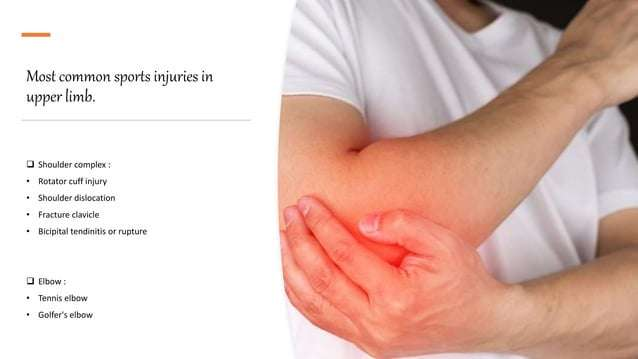 Most common sports injuries in
upper limb.
❑ Shoulder complex :
• Rotator cuff injury
• Shoulder dislocation
• Fracture clavicle
• Bicipital tendinitis or rupture
❑ Elbow :
• Tennis elbow
• Golfer's elbow